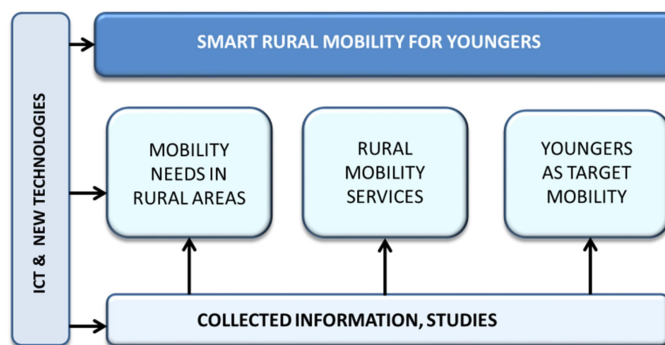 SMART RURAL MOBILITY FOR YOUNGERS
ICT & NEW TECHNOLOGIES
MOBILITY
NEEDS IN
RURAL AREAS
RURAL
MOBILITY
SERVICES
YOUNGERS
AS TARGET
MOBILITY
COLLECTED INFORMATION, STUDIES